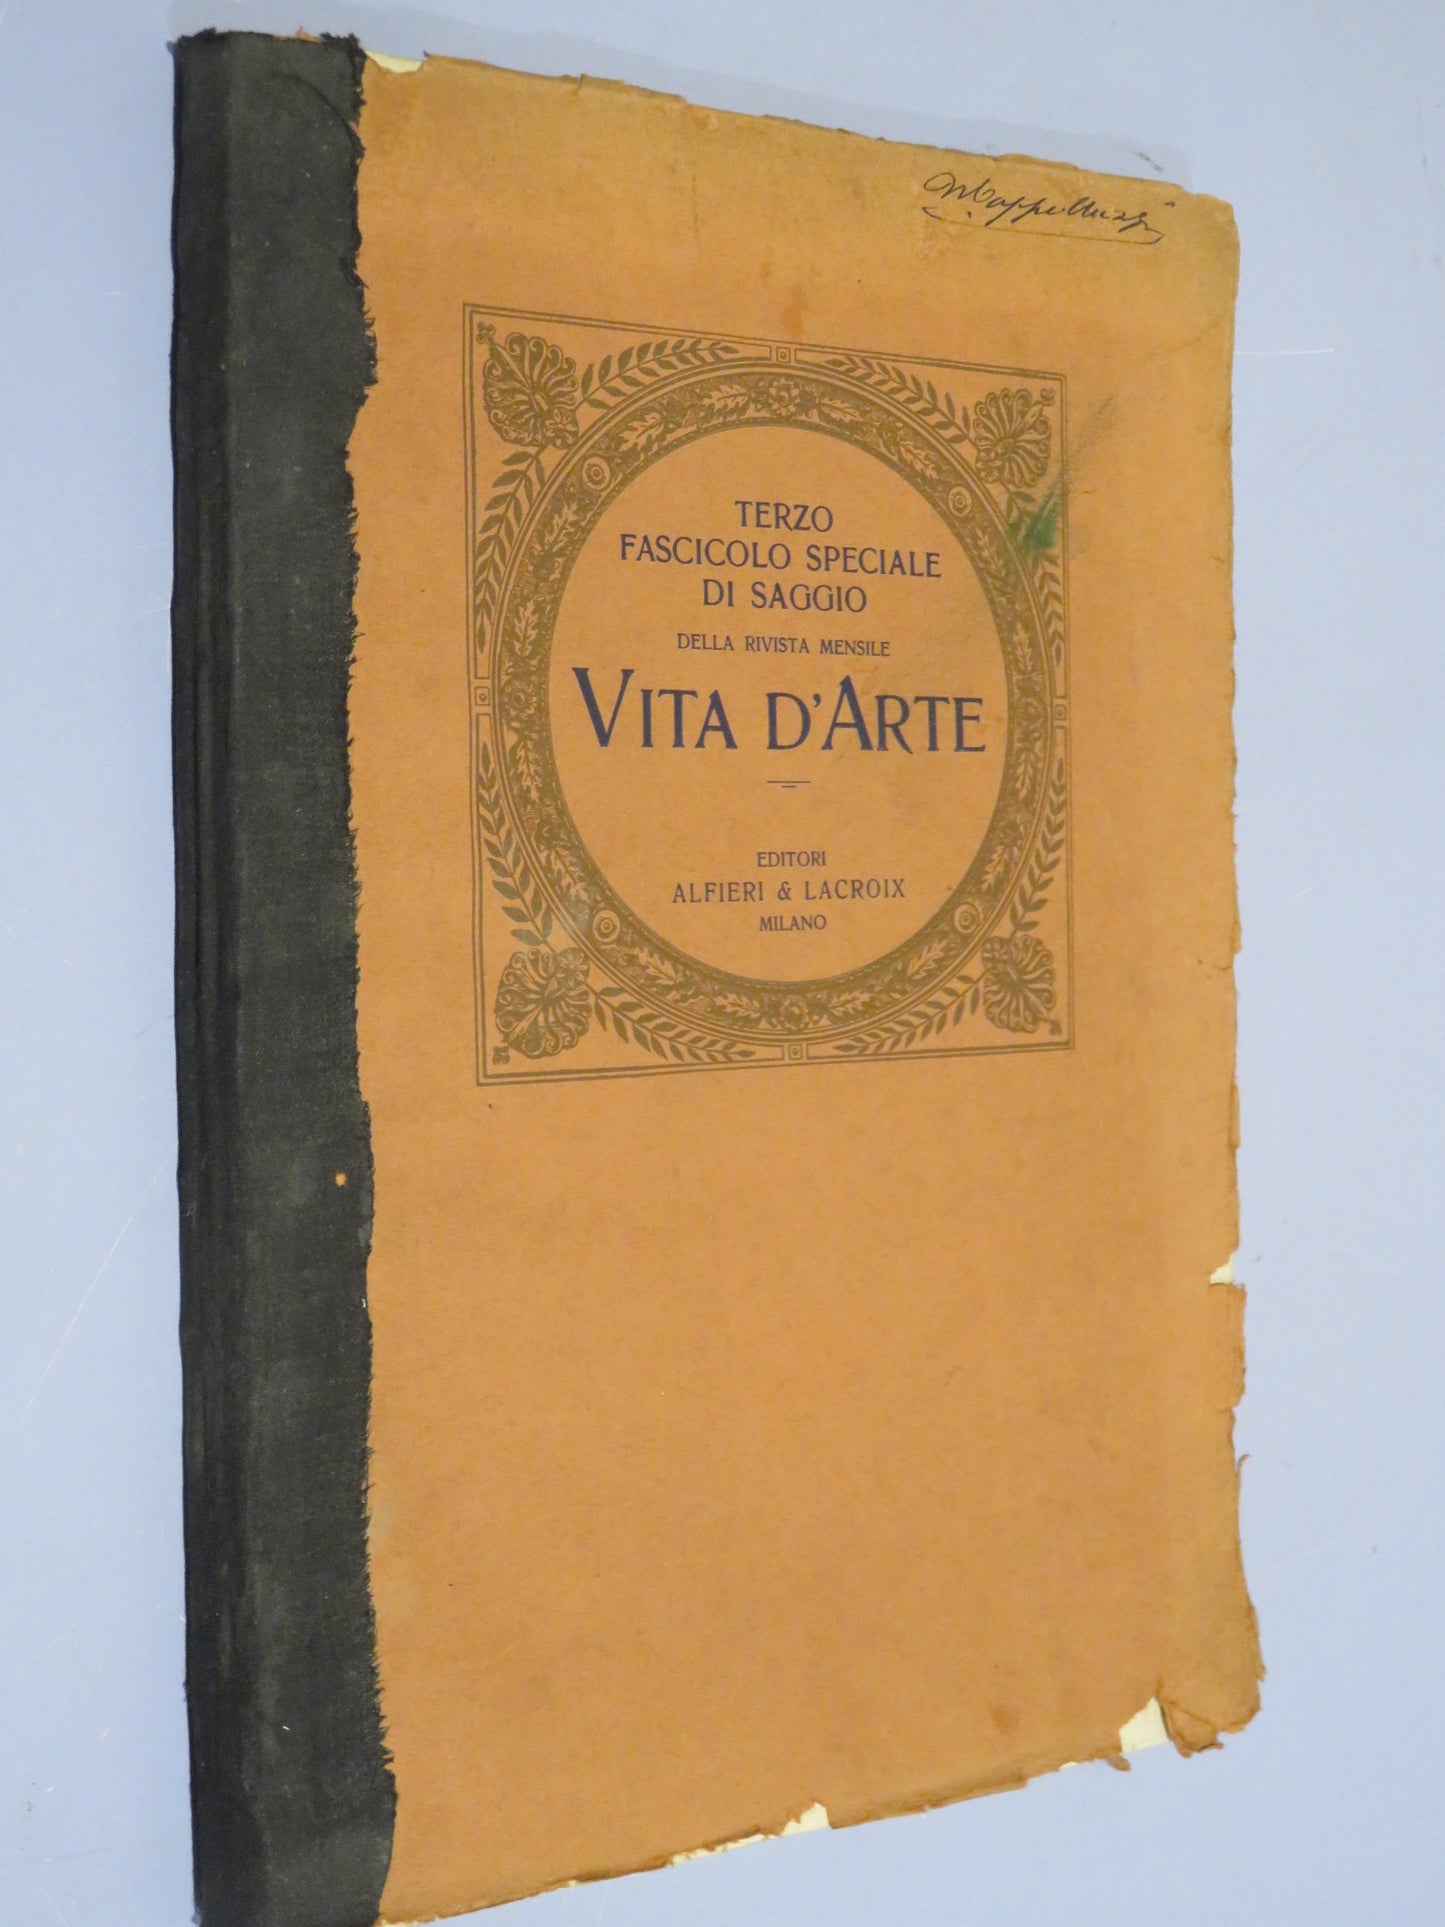 TERZO
FASCICOLO SPECIALE
DI SAGGIO
DELLA RIVISTA MENSILE
VITA D'ARTE
EDITORI
ALFIERI & LACROIX
MILANO